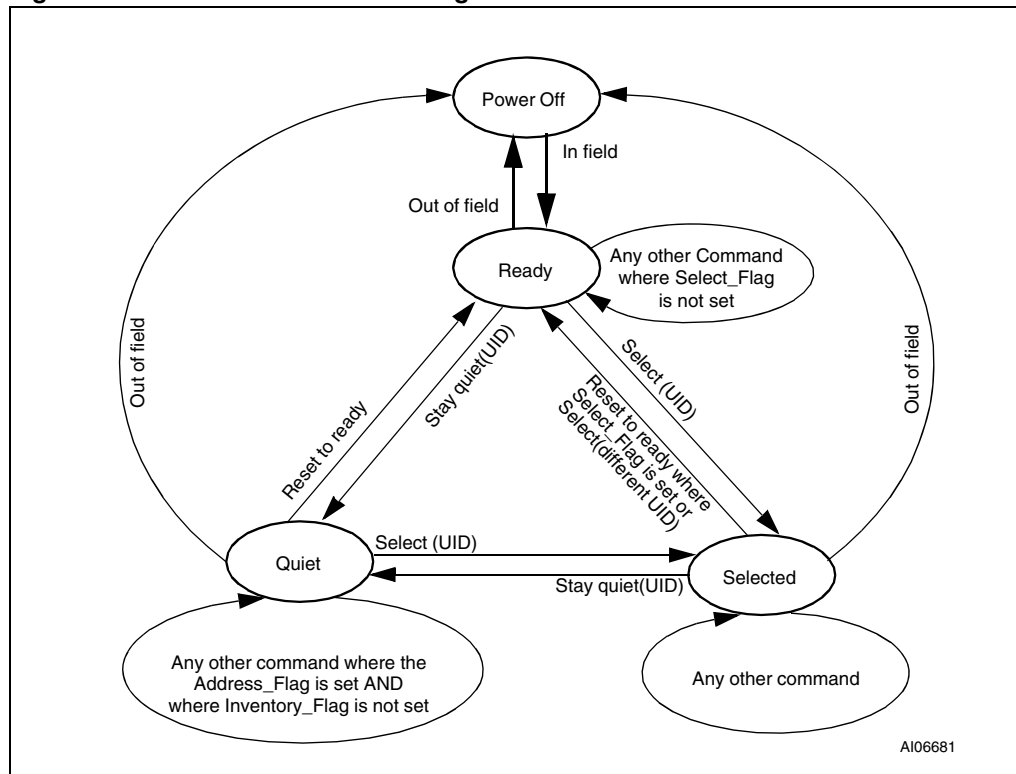 Power Off
In field
Out of field
Ready
Any other Command
where Select_Flag
is not set
Out of field
Reset to ready
Stay quiet(UID)
Select (UID)
Reset to ready where
Select_Flag is set or
Select(different UID)
Out of field
Quiet
Select (UID)
Stay quiet(UID)
Selected
Any other command where the
Address_Flag is set AND
where Inventory_Flag is not set
Any other command
AI06681